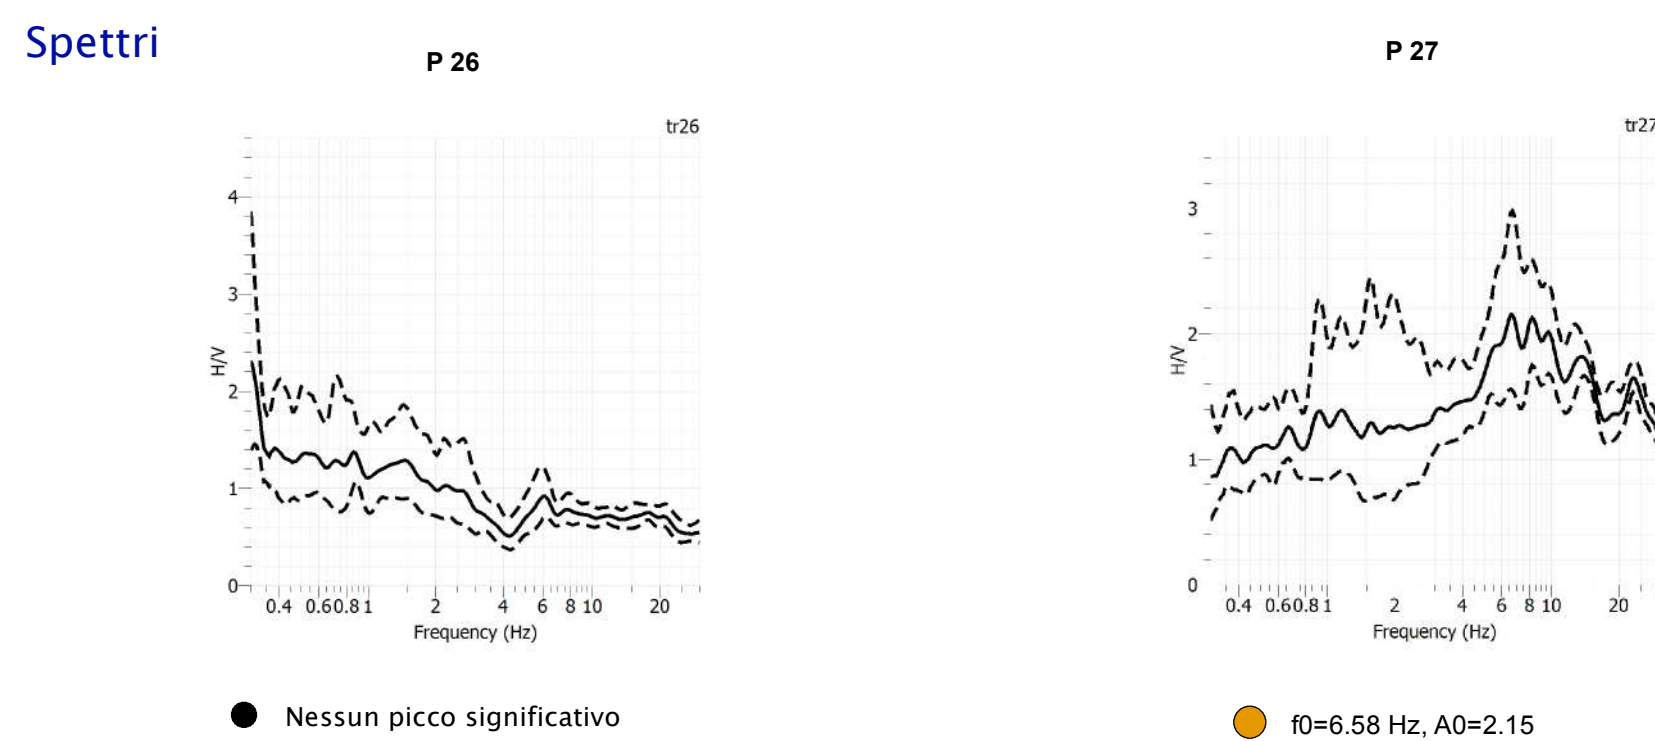 Spettri
P 26
P 27
tr26
4
3
2
1
0
H/V
0.4 0.6 0.8 1 2 4 6 8 10 20
Frequency (Hz)
Nessun picco significativo
tr27
3
2
1
0
H/V
0.4 0.6 0.8 1 2 4 6 8 10 20
Frequency (Hz)
f0=6.58 Hz, A0=2.15